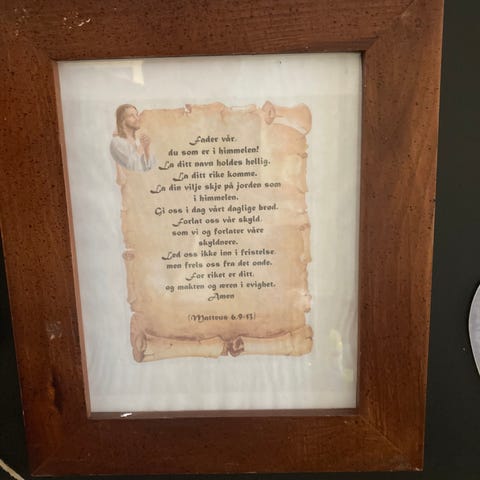 Fader vår,
du som er i himmelen!
La ditt navn holdes hellig.
La ditt rike komme.
La din vilje skje på jorden som
i himmelen.
Gi oss i dag vårt daglige brød.
Forlat oss vår skyld,
som vi og forlater våre
skyldnere.
Led oss ikke inn i fristelse,
men frels oss fra det onde.
For riket er ditt,
og makten og æren i evighet.
Amen
(Matteus 6.9-13)